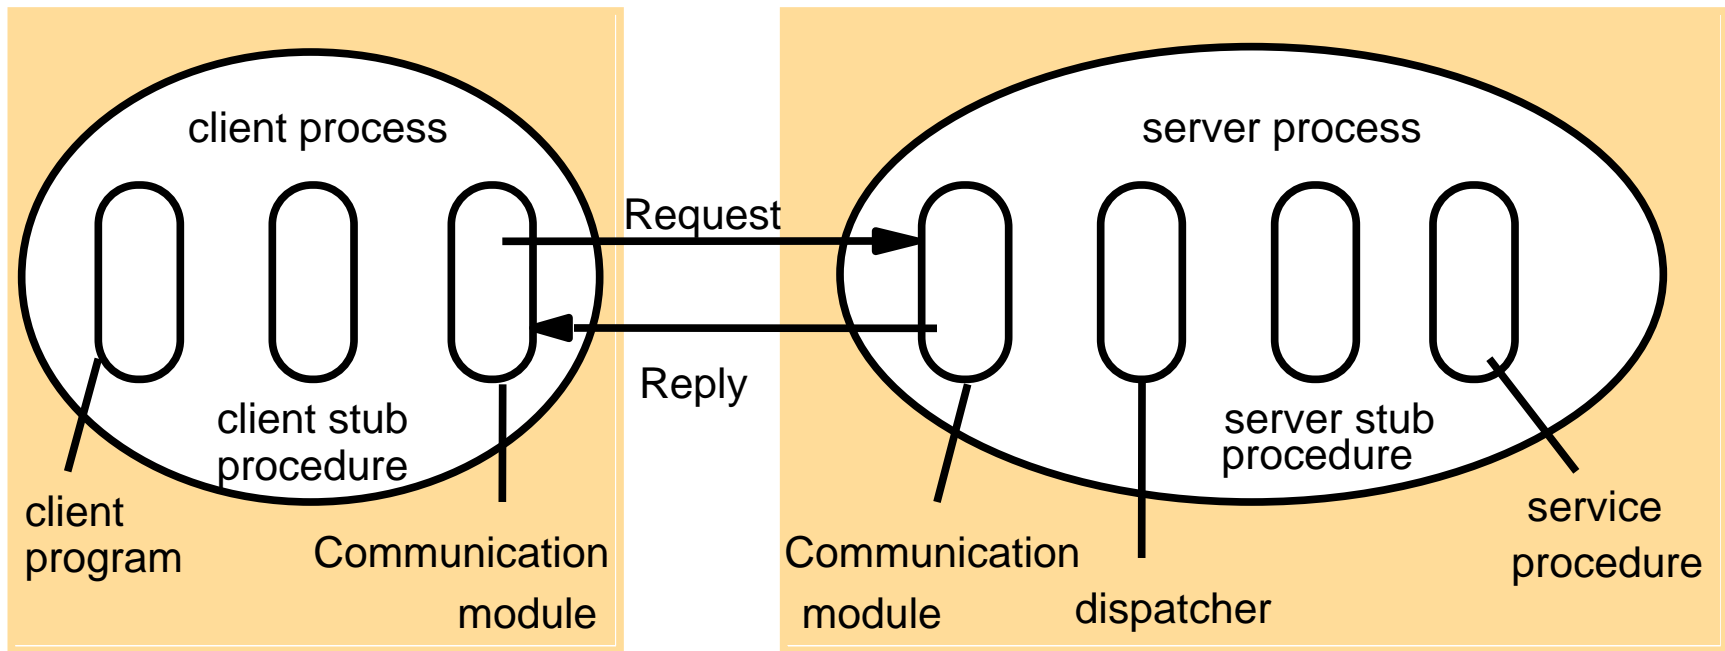 client process
server process
Request
Reply
client stub
procedure
server stub
procedure
client
program
Communication
module
Communication
module
dispatcher
service
procedure